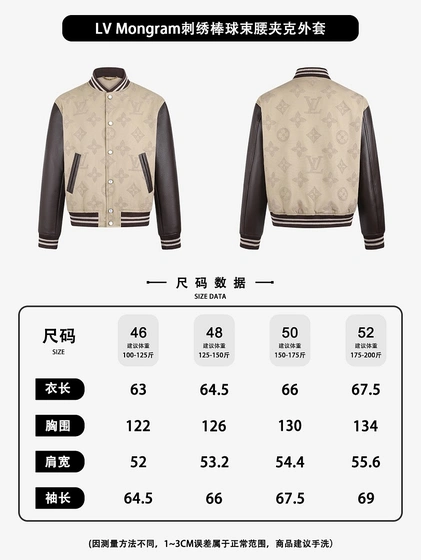 LV Mongram刺绣棒球束腰夹克外套
尺码数据
SIZE DATA
尺码 46 48 50 52
SIZE 建议体重 建议体重 建议体重 建议体重
100-125斤 125-150斤 150-175斤 175-200斤
衣长 63 64.5 66 67.5
胸围 122 126 130 134
肩宽 52 53.2 54.4 55.6
袖长 64.5 66 67.5 69
(因测量方法不同，1~3CM误差属于正常范围，商品建议手洗)